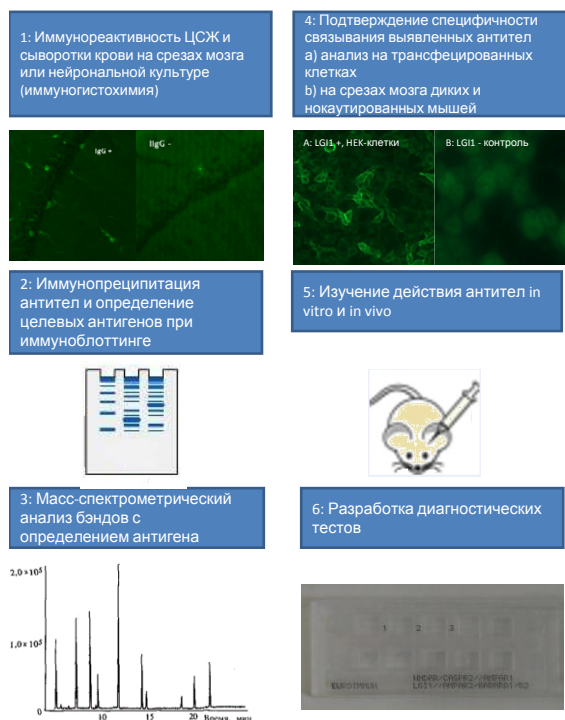 1: Иммунореактивность ЦСЖ и
сыворотки крови на срезах мозга
или нейрональной культуре
(иммуногистохимия)
IgG +
IIgG -
2: Иммунопреципитация
антител и определение
целевых антигенов при
иммуноблоттинге
3: Масс-спектрометрический
анализ бэндов с
определением антигена
2,0×10⁵
1,0×10⁵
0
10
15
20
Время, мин
4: Подтверждение специфичности
связывания выявленных антител
a) анализ на трансфецированных
клетках
b) на срезах мозга диких и
нокаутированных мышей
A: LGI1 +, HEK-клетки
B: LGI1 - контроль
5: Изучение действия антител in
vitro и in vivo
6: Разработка диагностических
тестов
1 2 3
EUROIMMUN